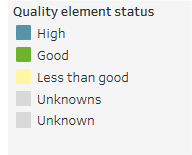 Quality element status
High
Good
Less than good
Unknowns
Unknown